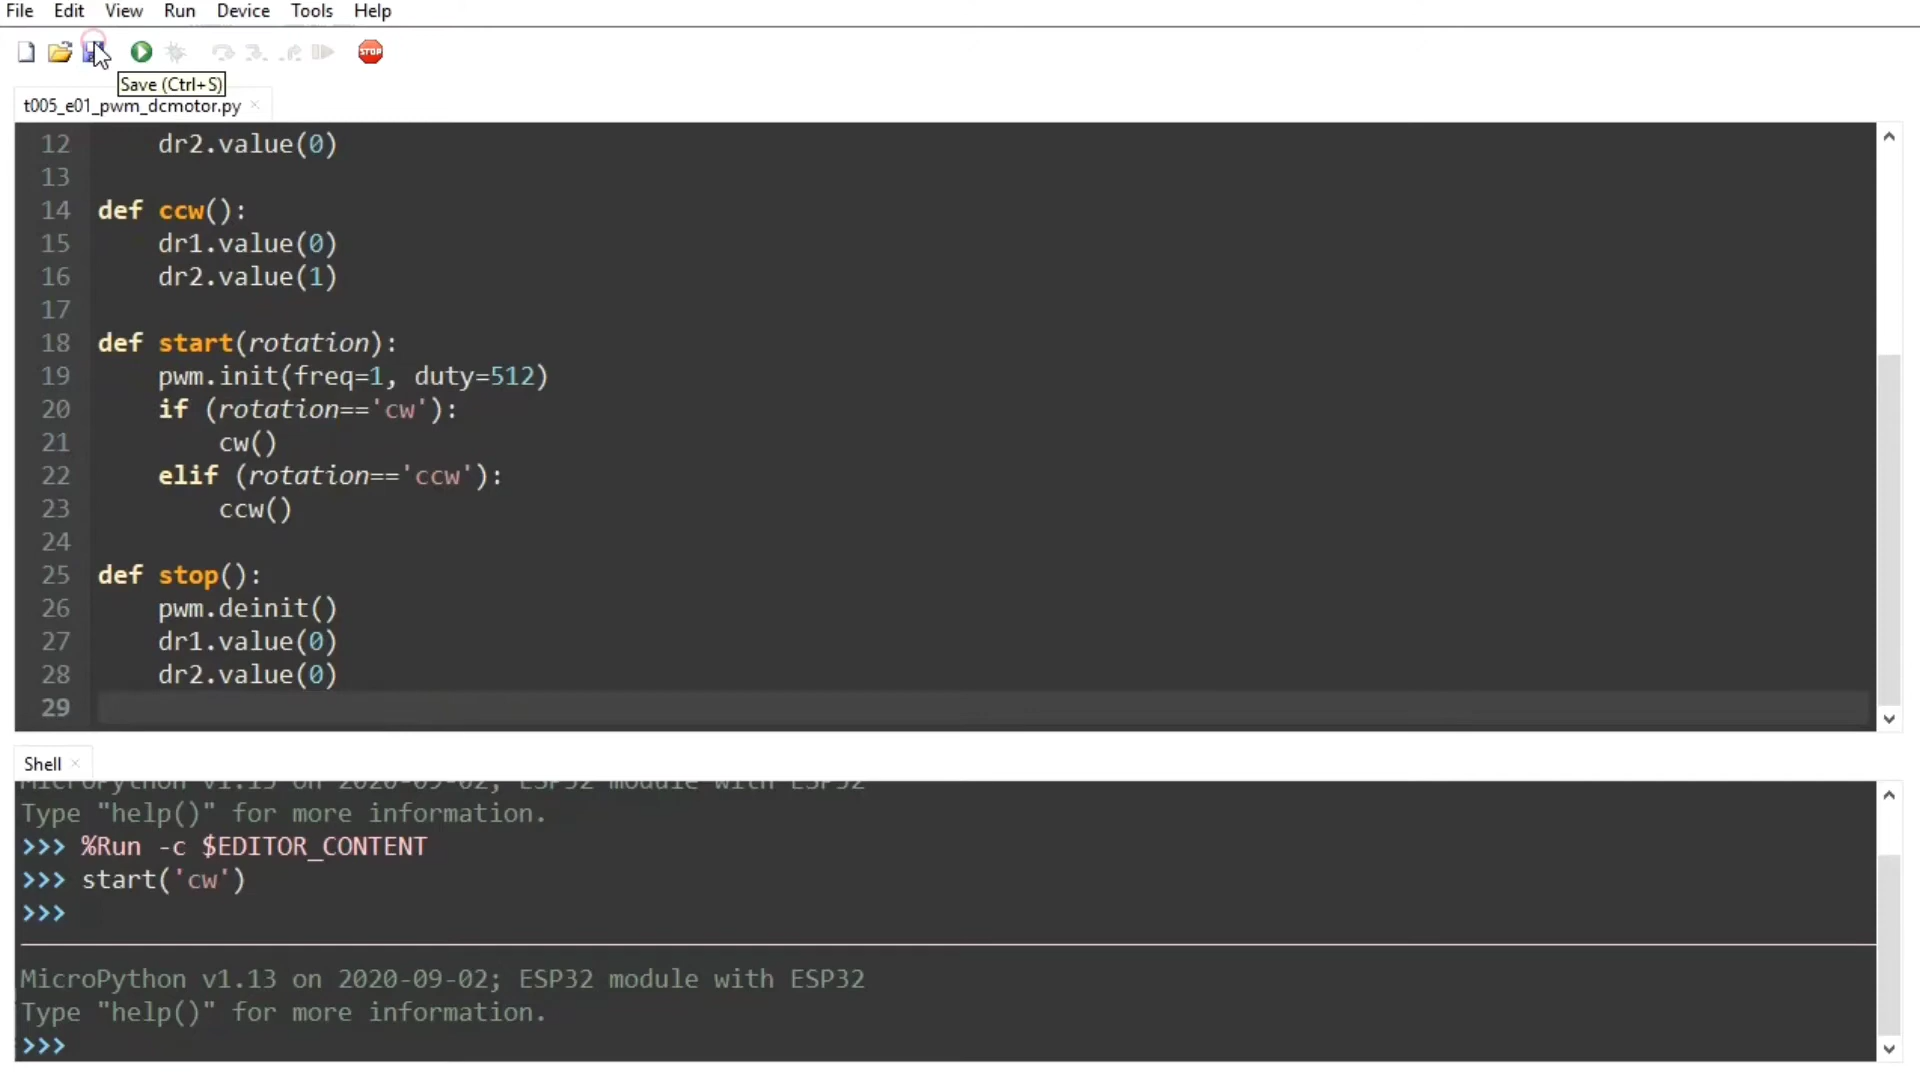 File Edit View Run Device Tools Help
STOP
Save (Ctrl+S)
t005_e01_pwm_dcmotor.py
12 dr2.value(0)
13
14 def ccw():
15 dr1.value(0)
16 dr2.value(1)
17
18 def start(rotation):
19 pwm.init(freq=1, duty=512)
20 if (rotation=='cw'):
21 cw()
22 elif (rotation=='ccw'):
23 ccw()
24
25 def stop():
26 pwm.deinit()
27 dr1.value(0)
28 dr2.value(0)
29
Shell
MicroPython v1.13 on 2020-09-02; ESP32 module with ESP32
Type "help()" for more information.
>>> %Run -c $EDITOR_CONTENT
>>> start('cw')
>>>
MicroPython v1.13 on 2020-09-02; ESP32 module with ESP32
Type "help()" for more information.
>>>